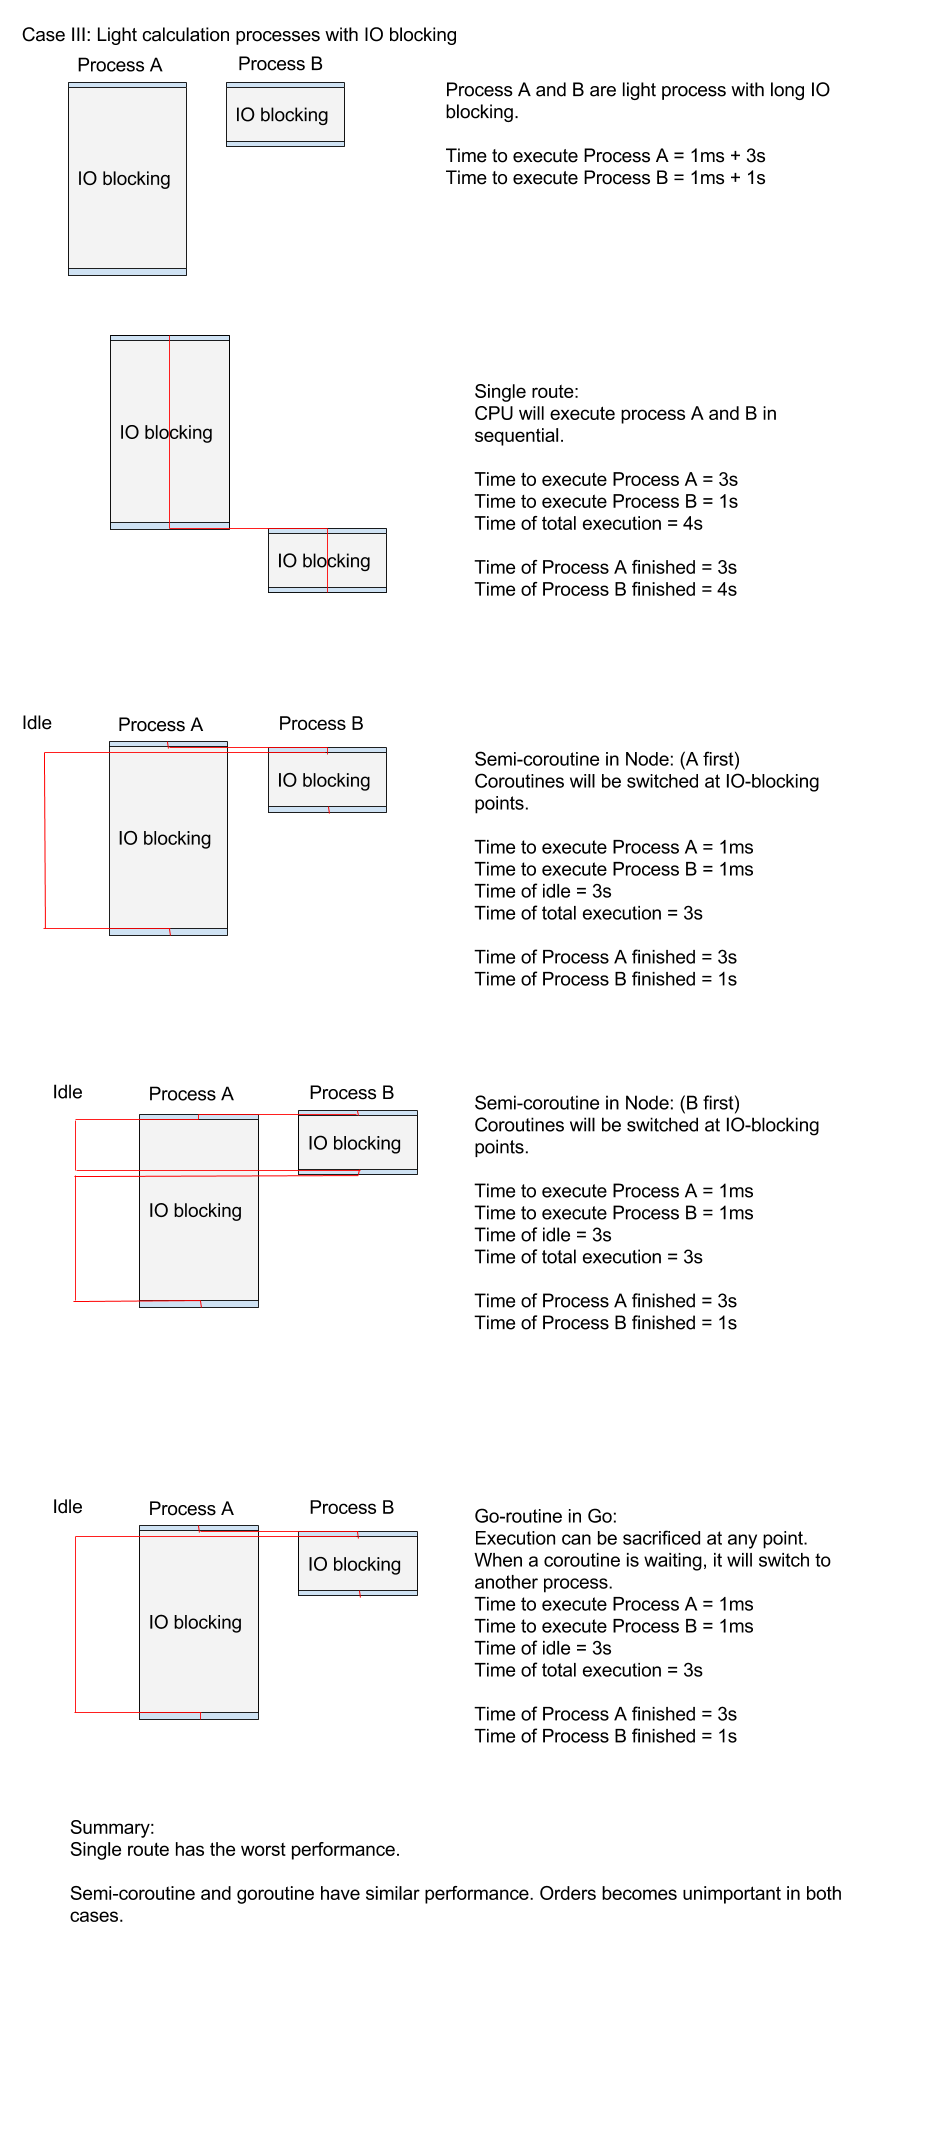 Case III: Light calculation processes with IO blocking
Process A
Process B
IO blocking
IO blocking
Process A and B are light process with long IO
blocking.
Time to execute Process A = 1ms + 3s
Time to execute Process B = 1ms + 1s
IO blocking
IO blocking
Single route:
CPU will execute process A and B in
sequential.
Time to execute Process A = 3s
Time to execute Process B = 1s
Time of total execution = 4s
Time of Process A finished = 3s
Time of Process B finished = 4s
Idle
Process A
Process B
IO blocking
IO blocking
Semi-coroutine in Node: (A first)
Coroutines will be switched at IO-blocking
points.
Time to execute Process A = 1ms
Time to execute Process B = 1ms
Time of idle = 3s
Time of total execution = 3s
Time of Process A finished = 3s
Time of Process B finished = 1s
Idle
Process A
Process B
IO blocking
IO blocking
Semi-coroutine in Node: (B first)
Coroutines will be switched at IO-blocking
points.
Time to execute Process A = 1ms
Time to execute Process B = 1ms
Time of idle = 3s
Time of total execution = 3s
Time of Process A finished = 3s
Time of Process B finished = 1s
Idle
Process A
Process B
IO blocking
IO blocking
Go-routine in Go:
Execution can be sacrificed at any point.
When a coroutine is waiting, it will switch to
another process.
Time to execute Process A = 1ms
Time to execute Process B = 1ms
Time of idle = 3s
Time of total execution = 3s
Time of Process A finished = 3s
Time of Process B finished = 1s
Summary:
Single route has the worst performance.
Semi-coroutine and goroutine have similar performance. Orders becomes unimportant in both
cases.